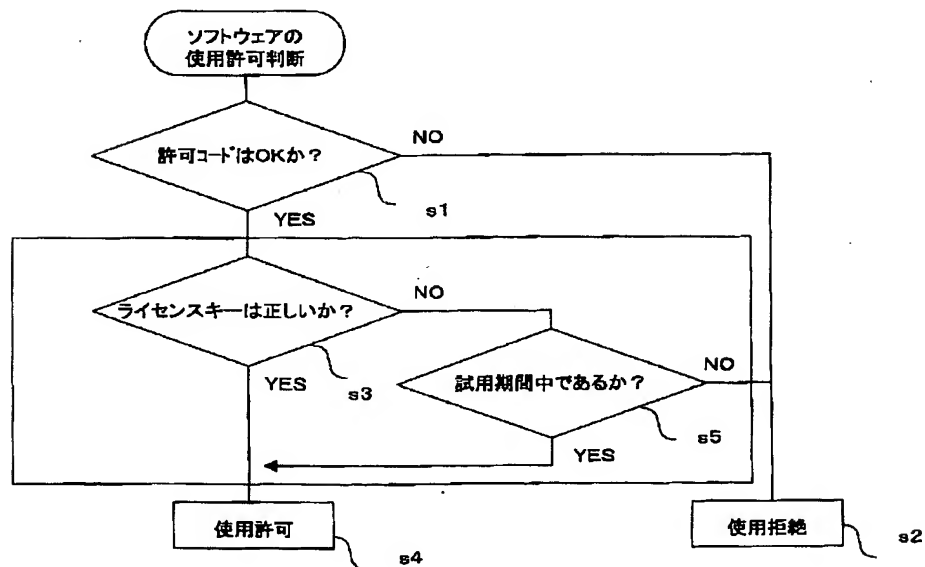 ソフトウェアの
使用許可判断
許可コードはOKか？
NO
s1
YES
ライセンスキーは正しいか？
NO
s3
YES
試用期間中であるか？
NO
s5
YES
使用許可
s4
使用拒絶
s2